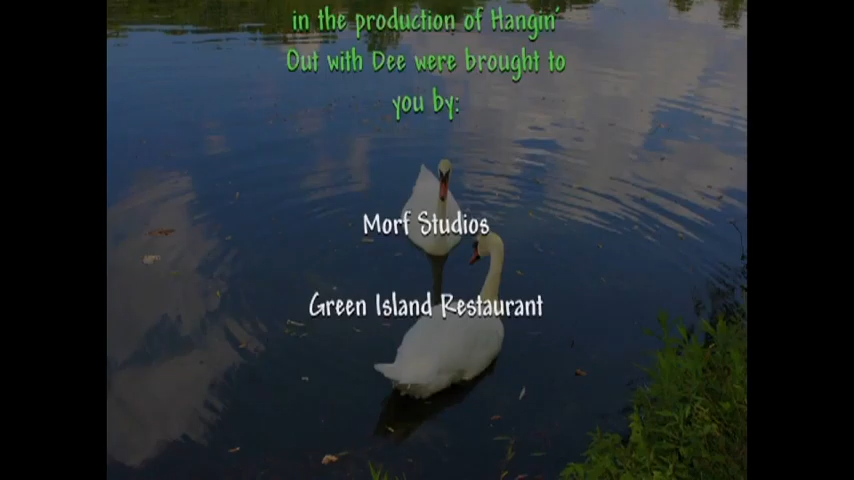 in the production of Hangin'
Out with Dee were brought to
you by:
Morf Studios
Green Island Restaurant